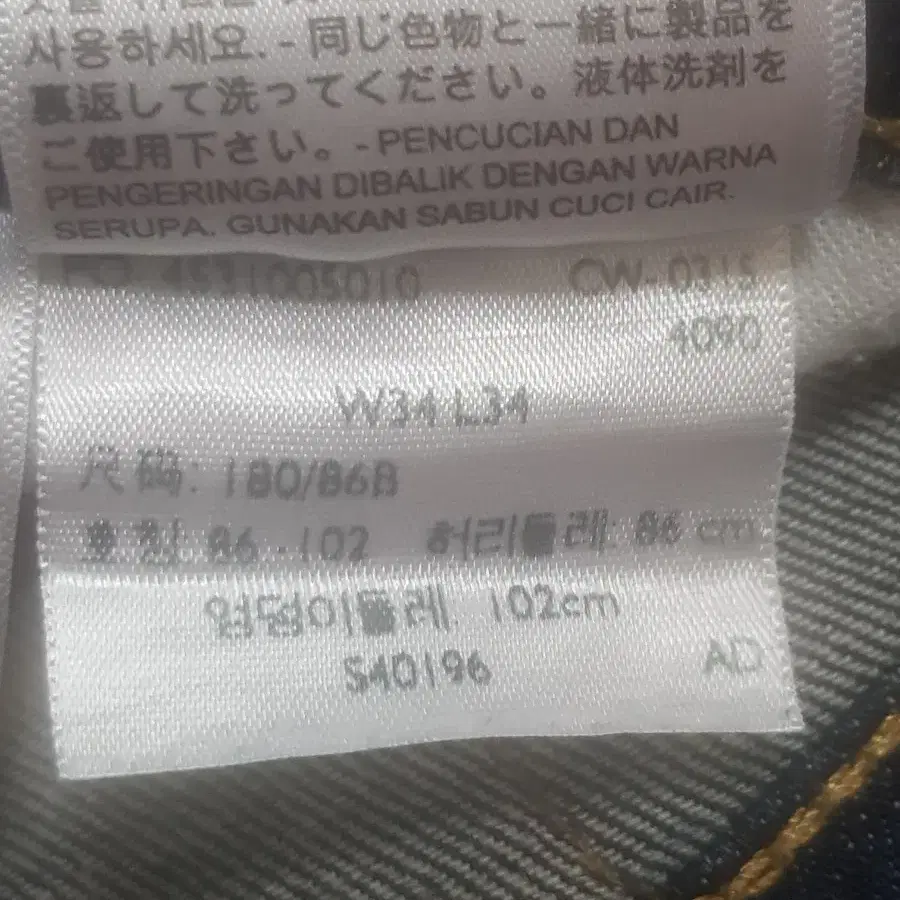 사용하세요. - 同じ色物と一緒に製品を
裏返して洗ってください。液体洗剤を
ご使用下さい。- PENCUCIAN DAN
PENGERINGAN DIBALIK DENGAN WARNA
SERUPA. GUNAKAN SABUN CUCI CAIR.
1005010 CW-0315
4090
W34 L34
尺码: 180/86B
호칭: 86 - 102 허리둘레: 86 cm
엉덩이둘레: 102cm
S40196 AD